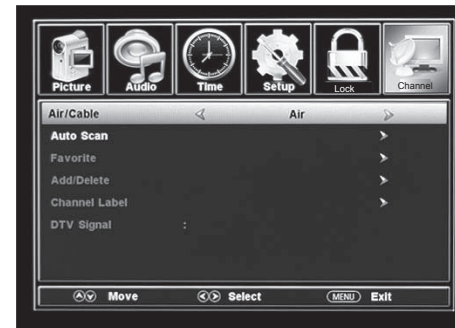 Picture Audio Time Setup Lock Channel
Air/Cable Air
Auto Scan
Favorite
Add/Delete
Channel Label
DTV Signal :
Move Select MENU Exit